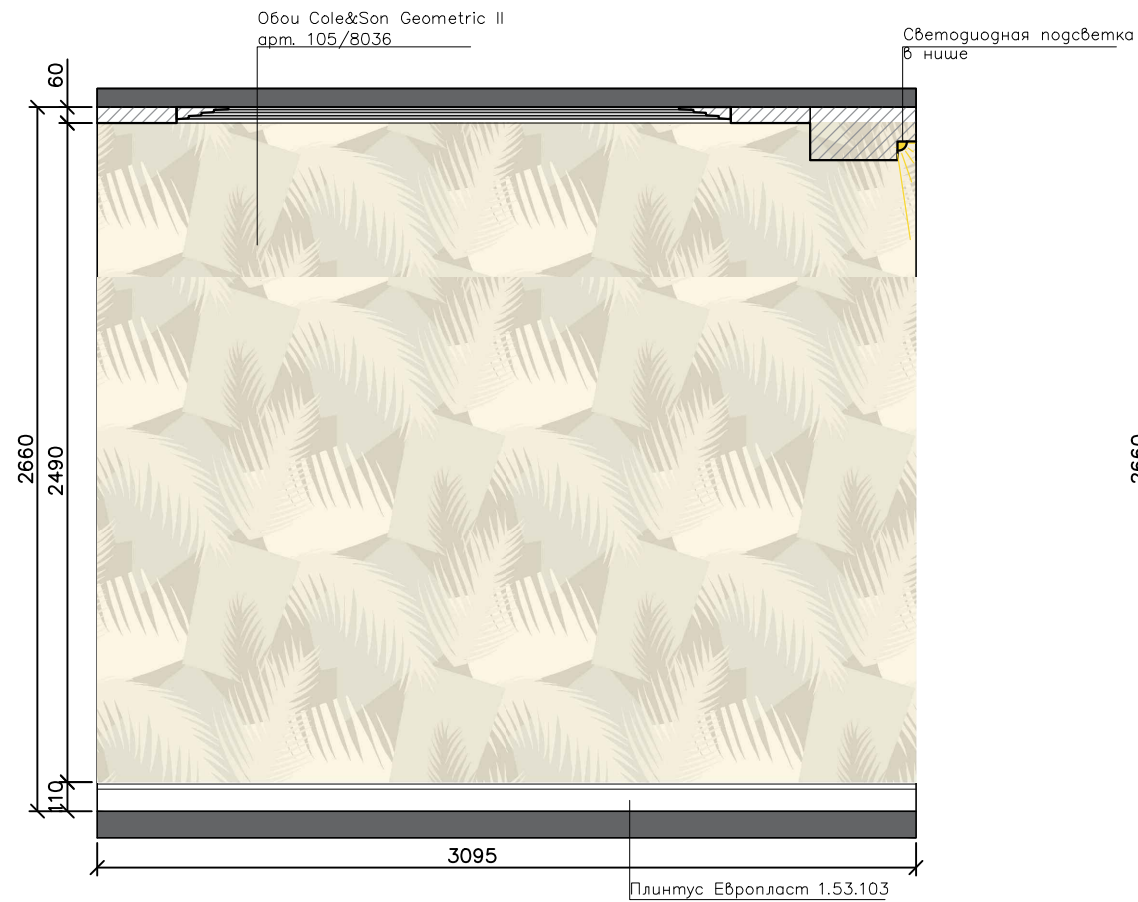 Обои Cole&Son Geometric II
арт. 105/8036
Светодиодная подсветка
в нише
60
2660
2490
2660
110
3095
Плинтус Европласт 1.53.103